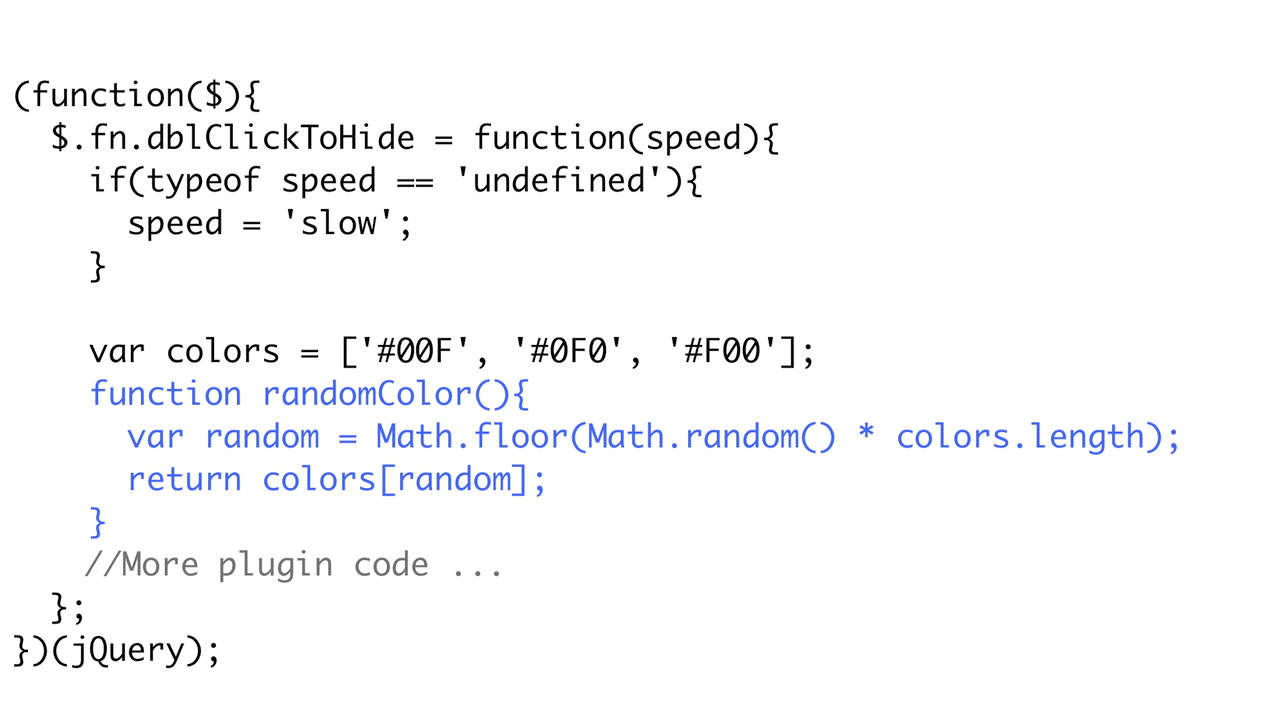 (function($){
  $.fn.dblClickToHide = function(speed){
    if(typeof speed == 'undefined'){
      speed = 'slow';
    }

    var colors = ['#00F', '#0F0', '#F00'];
    function randomColor(){
      var random = Math.floor(Math.random() * colors.length);
      return colors[random];
    }
    //More plugin code ...
  };
})(jQuery);